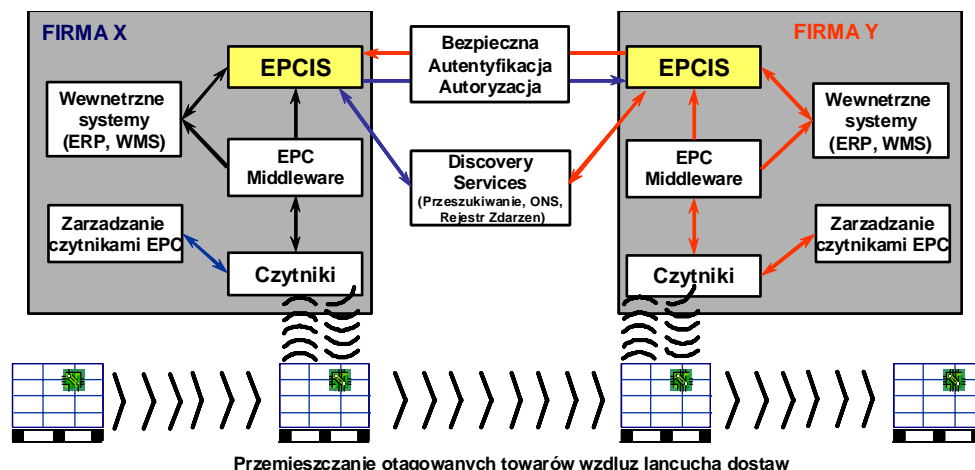 FIRMA X
EPCIS
Wewnetrzne
systemy
(ERP, WMS)
EPC
Middleware
Zarzadzanie
czytnikami EPC
Czytniki
Bezpieczna
Autentyfikacja
Autoryzacja
Discovery
Services
(Przeszukiwanie, ONS,
Rejestr Zdarzen)
FIRMA Y
EPCIS
Wewnetrzne
systemy
(ERP, WMS)
EPC
Middleware
Zarzadzanie
czytnikami EPC
Czytniki
Przemieszczanie otagowanych towarów wzdluz lancucha dostaw